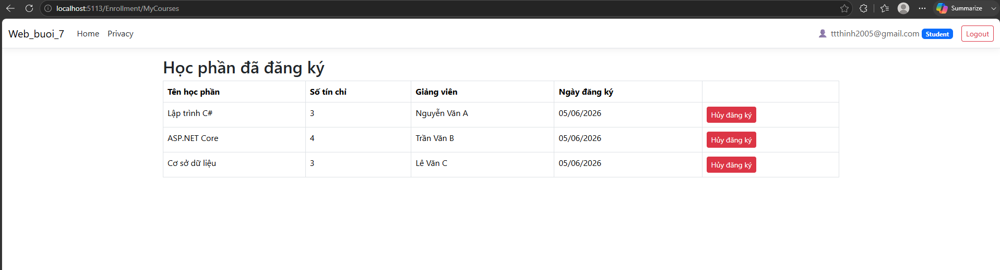 localhost:5113/Enrollment/MyCourses
Summarize
Web_buoi_7 Home Privacy ttthinh2005@gmail.com Student Logout
Học phần đã đăng ký
Tên học phần Số tín chỉ Giảng viên Ngày đăng ký
Lập trình C# 3 Nguyễn Văn A 05/06/2026 Hủy đăng ký
ASP.NET Core 4 Trần Văn B 05/06/2026 Hủy đăng ký
Cơ sở dữ liệu 3 Lê Văn C 05/06/2026 Hủy đăng ký